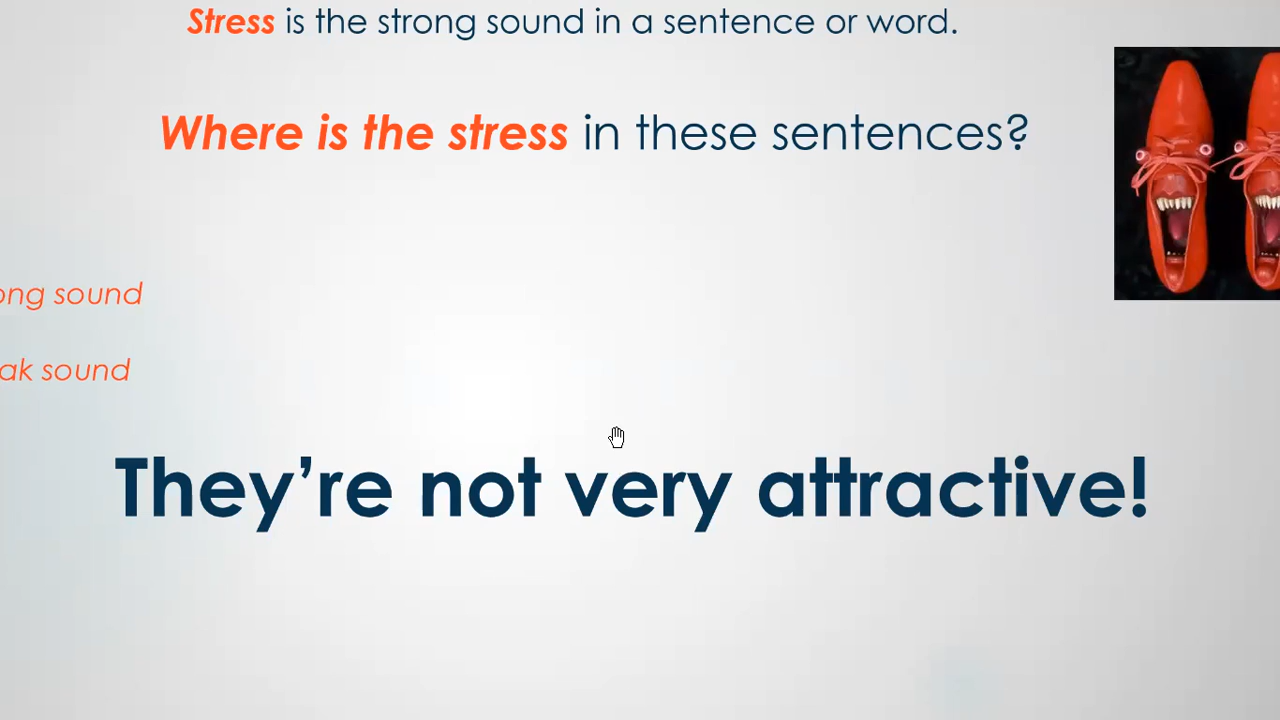 Stress is the strong sound in a sentence or word.
Where is the stress in these sentences?
ong sound
ak sound
They’re not very attractive!